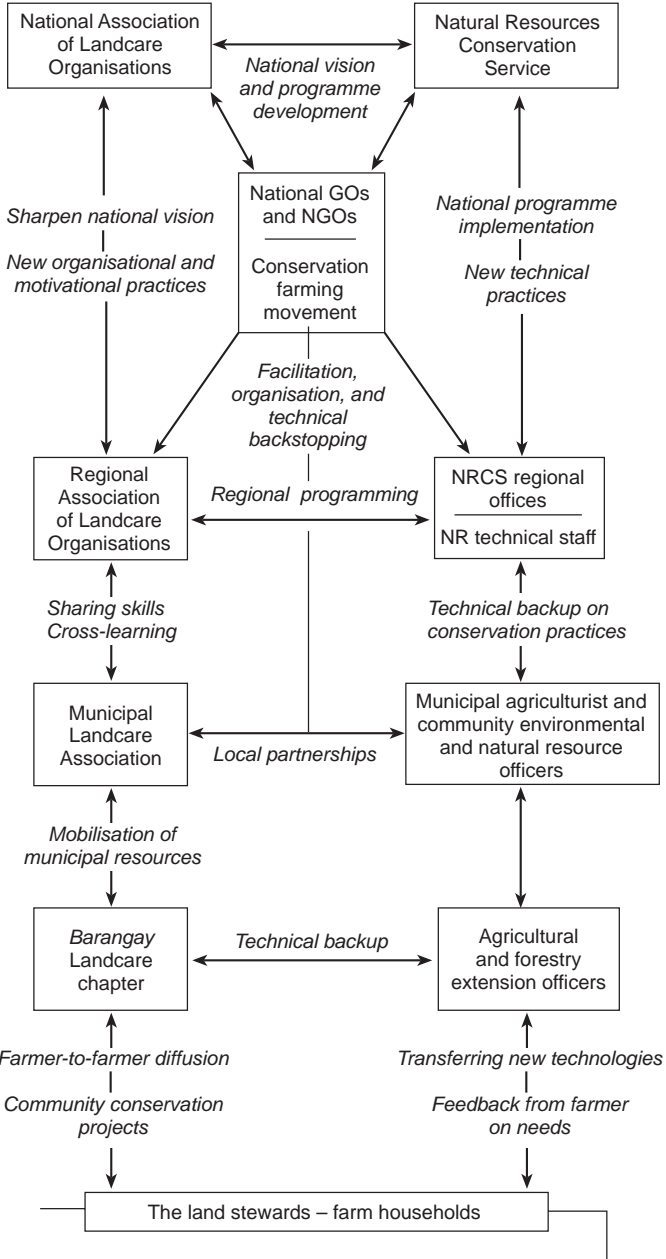 National Association
of Landcare
Organisations
National vision
and programme
development
Natural Resources
Conservation
Service
Sharpen national vision
New organisational and
motivational practices
National GOs
and NGOs
Conservation
farming
movement
National programme
implementation
New technical
practices
Facilitation,
organisation, and
technical
backstopping
Regional
Association
of Landcare
Organisations
Regional programming
NRCS regional
offices
NR technical staff
Sharing skills
Cross-learning
Technical backup on
conservation practices
Municipal
Landcare
Association
Local partnerships
Municipal agriculturist and
community environmental
and natural resource
officers
Mobilisation of
municipal resources
Barangay
Landcare
chapter
Technical backup
Agricultural
and forestry
extension officers
Farmer-to-farmer diffusion
Community conservation
projects
Transferring new technologies
Feedback from farmer
on needs
The land stewards – farm households